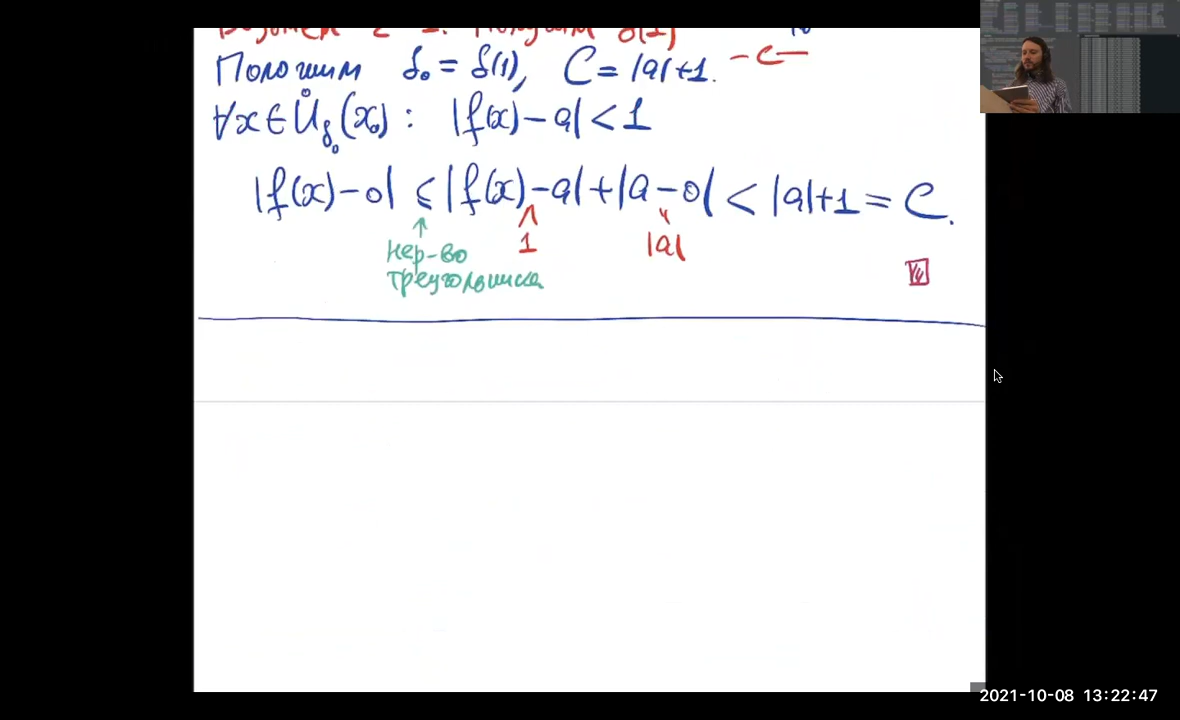 Положим δ₀ = δ(1), C = |a|+1. – C –
∀x ∈ Ů_δ₀(x₀) : |f(x) – a| < 1
|f(x) – 0| ≤ |f(x) – a| + |a – 0| < |a| + 1 = C.
1 |a|
нер-во
треугольника
2021-10-08 13:22:47